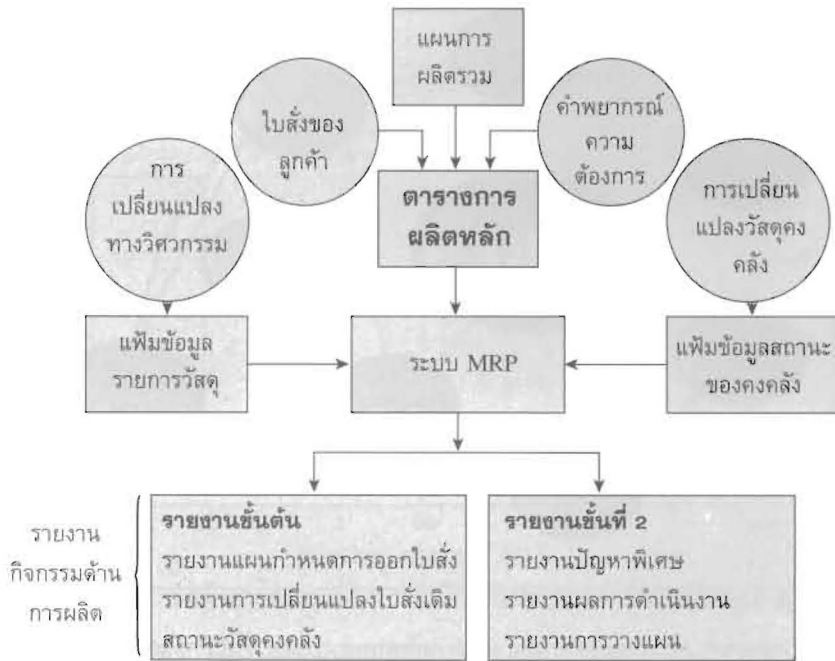 แผนการ
ผลิตรวม
ใบสั่งของ
ลูกค้า
คำพยากรณ์
ความ
ต้องการ
การ
เปลี่ยนแปลง
ทางวิศวกรรม
ตารางการ
ผลิตหลัก
การเปลี่ยน
แปลงวัสดุคง
คลัง
แฟ้มข้อมูล
รายการวัสดุ
ระบบ MRP
แฟ้มข้อมูลสถานะ
ของคงคลัง
รายงาน
กิจกรรมด้าน
การผลิต
รายงานขั้นต้น
รายงานแผนกำหนดการออกใบสั่ง
รายงานการเปลี่ยนแปลงใบสั่งเดิม
สถานะวัสดุคงคลัง
รายงานขั้นที่ 2
รายงานปัญหาพิเศษ
รายงานผลการดำเนินงาน
รายงานการวางแผน